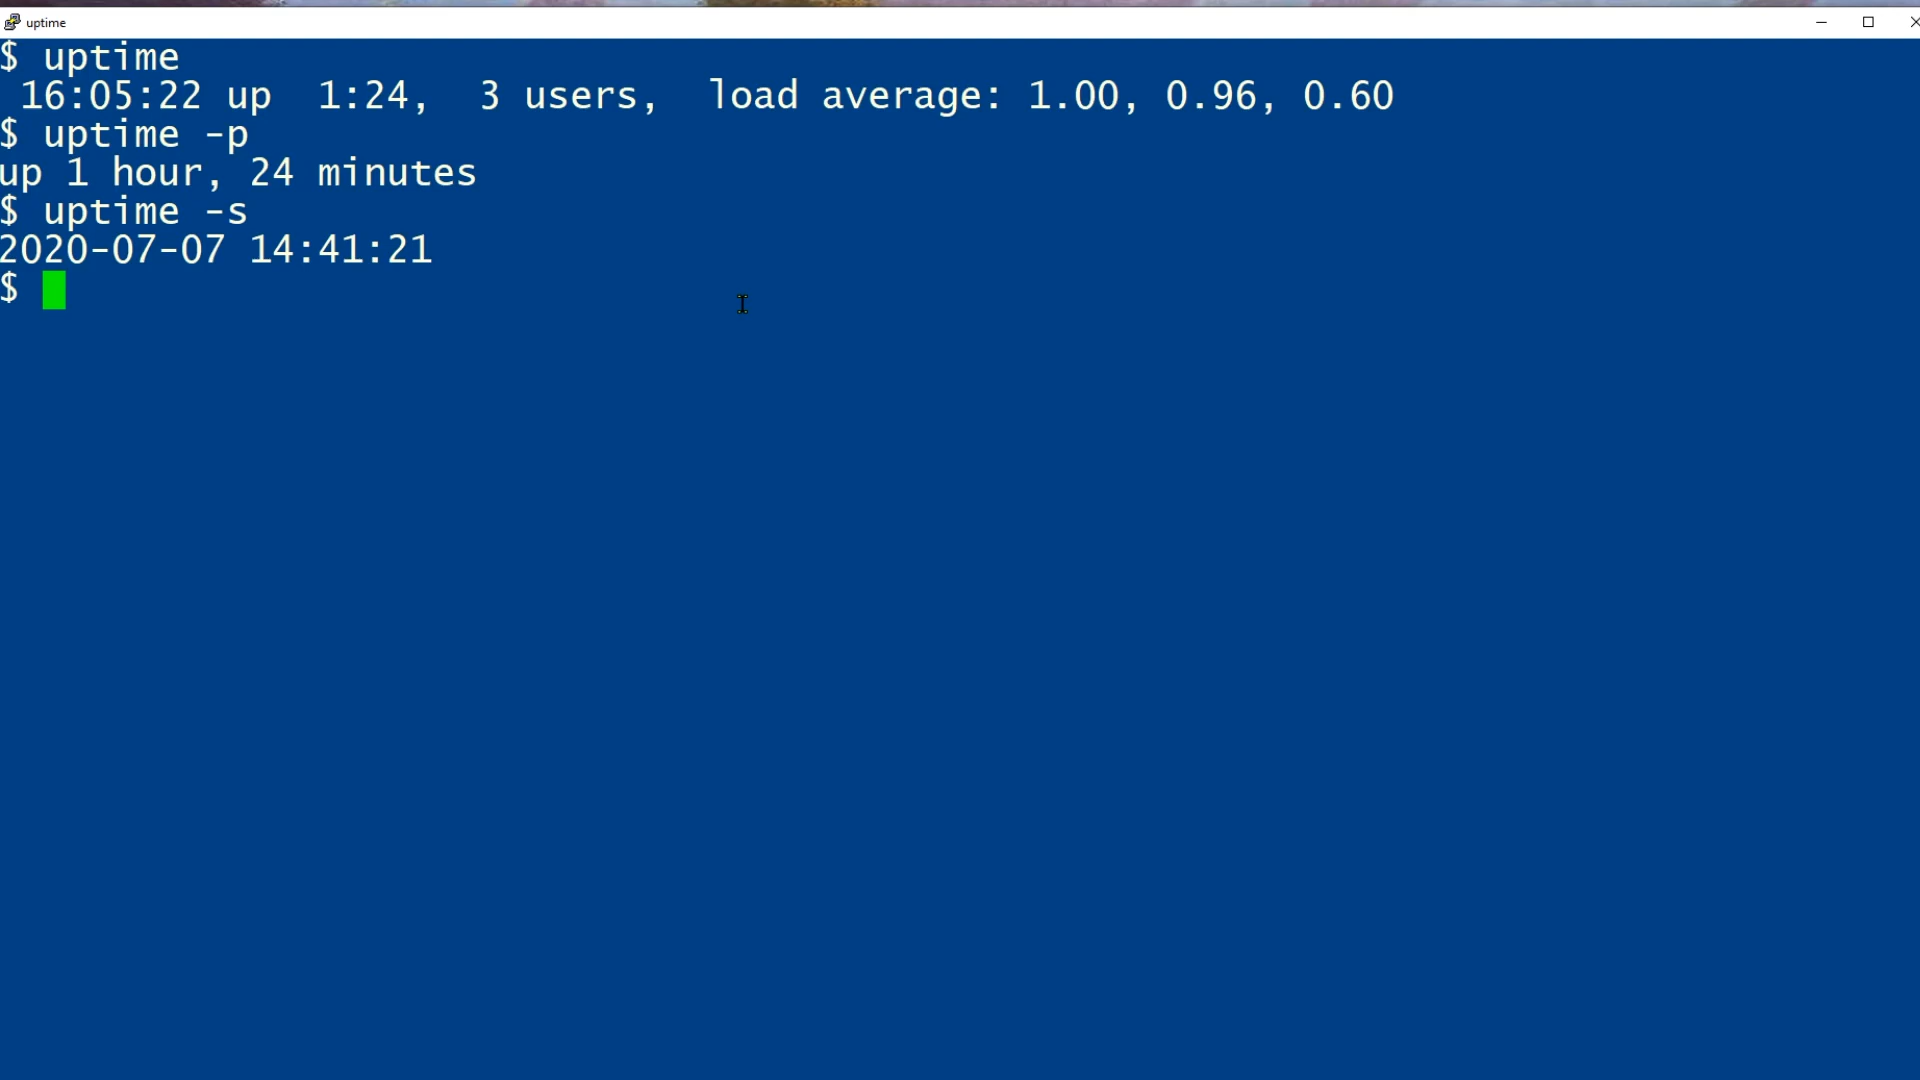 uptime
$ uptime
 16:05:22 up  1:24,  3 users,  load average: 1.00, 0.96, 0.60
$ uptime -p
up 1 hour, 24 minutes
$ uptime -s
2020-07-07 14:41:21
$